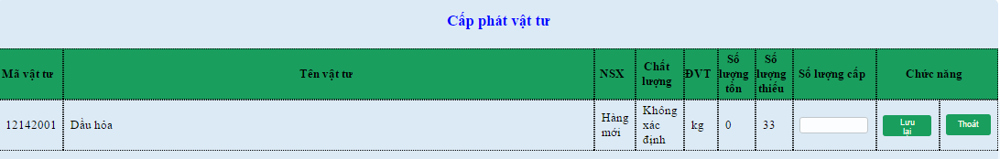 Cấp phát vật tư
Mã vật tư Tên vật tư NSX Chất lượng ĐVT Số lượng tồn Số lượng thiếu Số lượng cấp Chức năng
12142001 Dầu hỏa Hàng mới Không xác định kg 0 33 Lưu lại Thoát